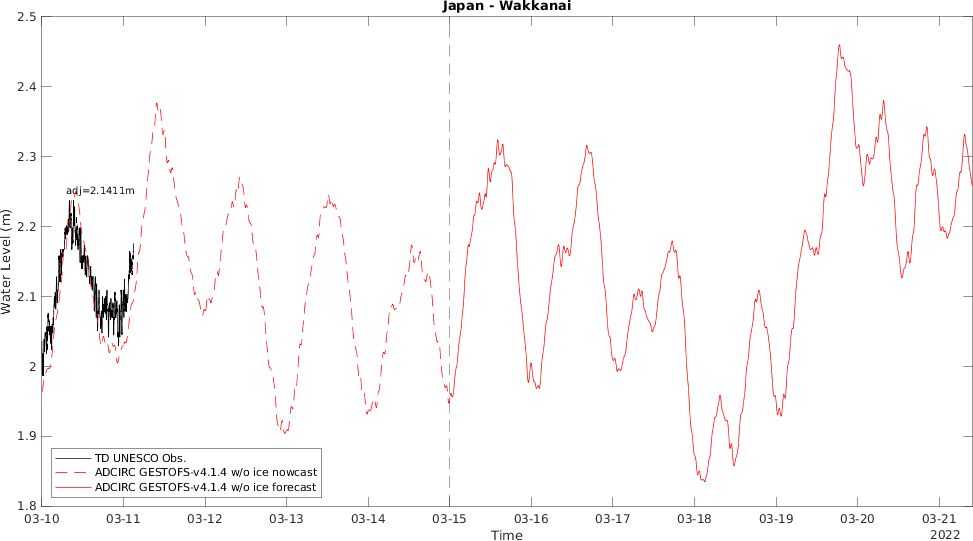 Japan - Wakkanai
2.5
2.4
2.3
2.2
2.1
2
1.9
1.8
Water Level (m)
adj=2.1411m
TD UNESCO Obs.
ADCIRC GESTOFS-v4.1.4 w/o ice nowcast
ADCIRC GESTOFS-v4.1.4 w/o ice forecast
03-10 03-11 03-12 03-13 03-14 03-15 03-16 03-17 03-18 03-19 03-20 03-21
2022
Time